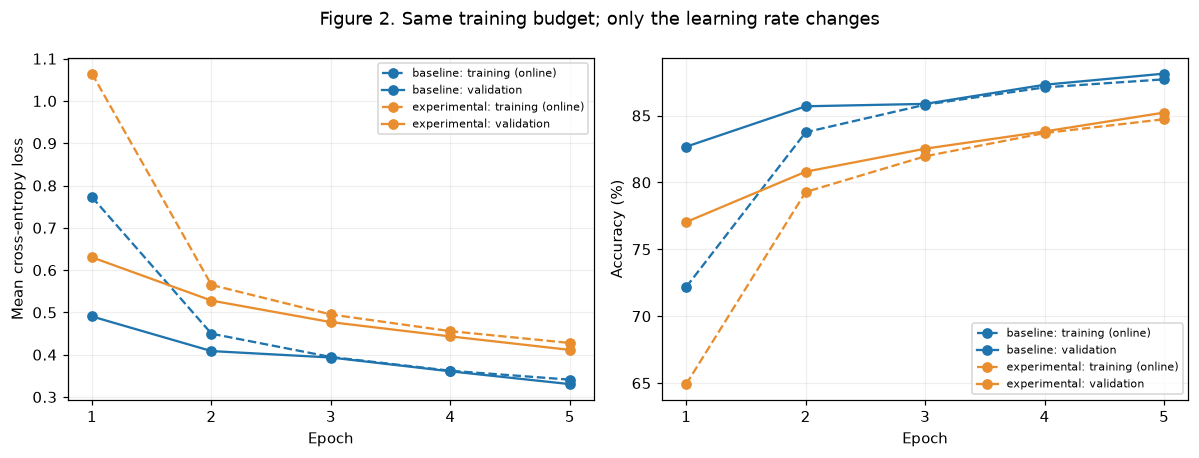 Figure 2. Same training budget; only the learning rate changes
Mean cross-entropy loss
1.1
1.0
0.9
0.8
0.7
0.6
0.5
0.4
0.3
baseline: training (online)
baseline: validation
experimental: training (online)
experimental: validation
1 2 3 4 5
Epoch
Accuracy (%)
85
80
75
70
65
baseline: training (online)
baseline: validation
experimental: training (online)
experimental: validation
1 2 3 4 5
Epoch